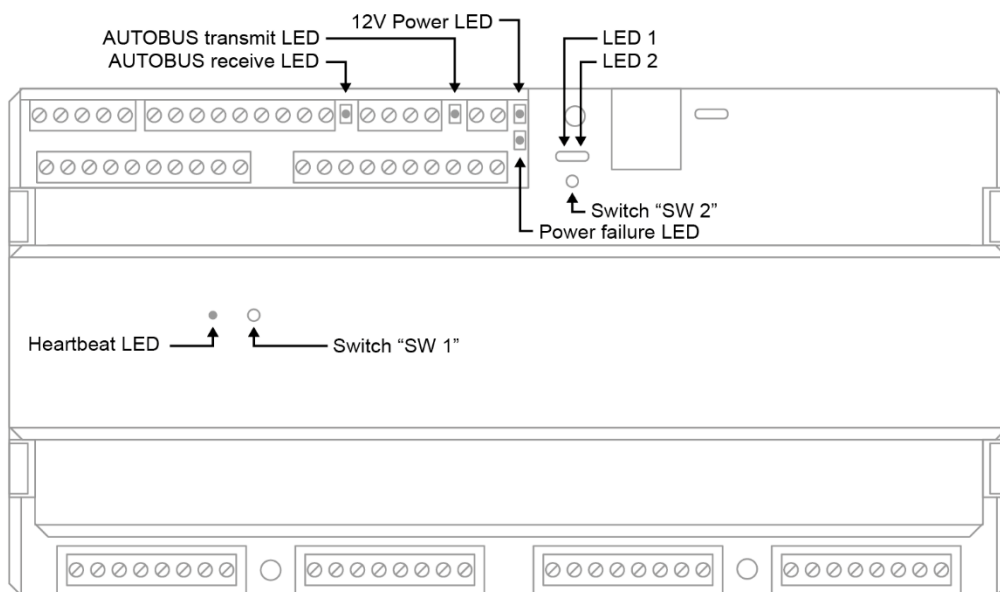 12V Power LED
AUTOBUS transmit LED
LED 1
AUTOBUS receive LED
LED 2
Switch “SW 2”
Power failure LED
Heartbeat LED
Switch “SW 1”